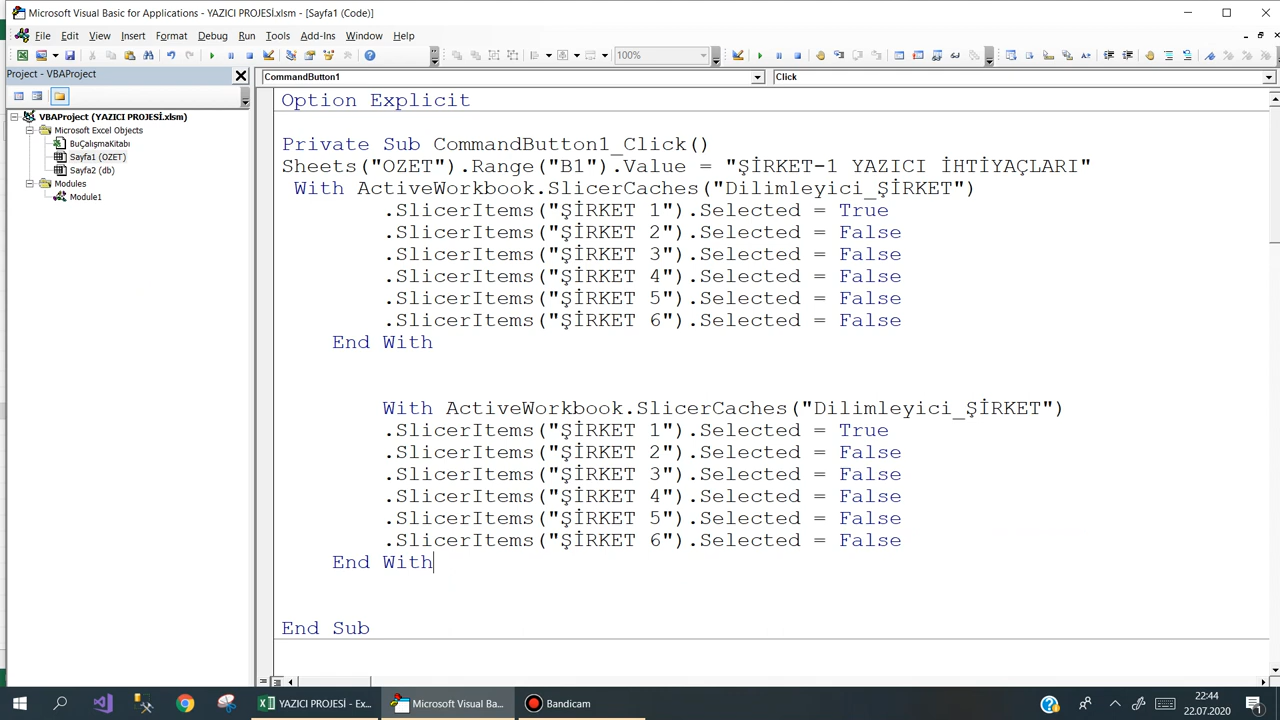 Microsoft Visual Basic for Applications - YAZICI PROJESİ.xlsm - [Sayfa1 (Code)]
File Edit View Insert Format Debug Run Tools Add-Ins Window Help
100%
Project - VBAProject
CommandButton1
Click
VBAProject (YAZICI PROJESİ.xlsm)
Microsoft Excel Objects
BuÇalışmaKitabı
Sayfa1 (OZET)
Sayfa2 (db)
Modules
Module1
Option Explicit
Private Sub CommandButton1_Click()
Sheets("OZET").Range("B1").Value = "ŞİRKET-1 YAZICI İHTİYAÇLARI"
With ActiveWorkbook.SlicerCaches("Dilimleyici_ŞİRKET")
.SlicerItems("ŞİRKET 1").Selected = True
.SlicerItems("ŞİRKET 2").Selected = False
.SlicerItems("ŞİRKET 3").Selected = False
.SlicerItems("ŞİRKET 4").Selected = False
.SlicerItems("ŞİRKET 5").Selected = False
.SlicerItems("ŞİRKET 6").Selected = False
End With
With ActiveWorkbook.SlicerCaches("Dilimleyici_ŞİRKET")
.SlicerItems("ŞİRKET 1").Selected = True
.SlicerItems("ŞİRKET 2").Selected = False
.SlicerItems("ŞİRKET 3").Selected = False
.SlicerItems("ŞİRKET 4").Selected = False
.SlicerItems("ŞİRKET 5").Selected = False
.SlicerItems("ŞİRKET 6").Selected = False
End With
End Sub
YAZICI PROJESİ - Ex...
Microsoft Visual Ba...
Bandicam
22:44
22.07.2020
1